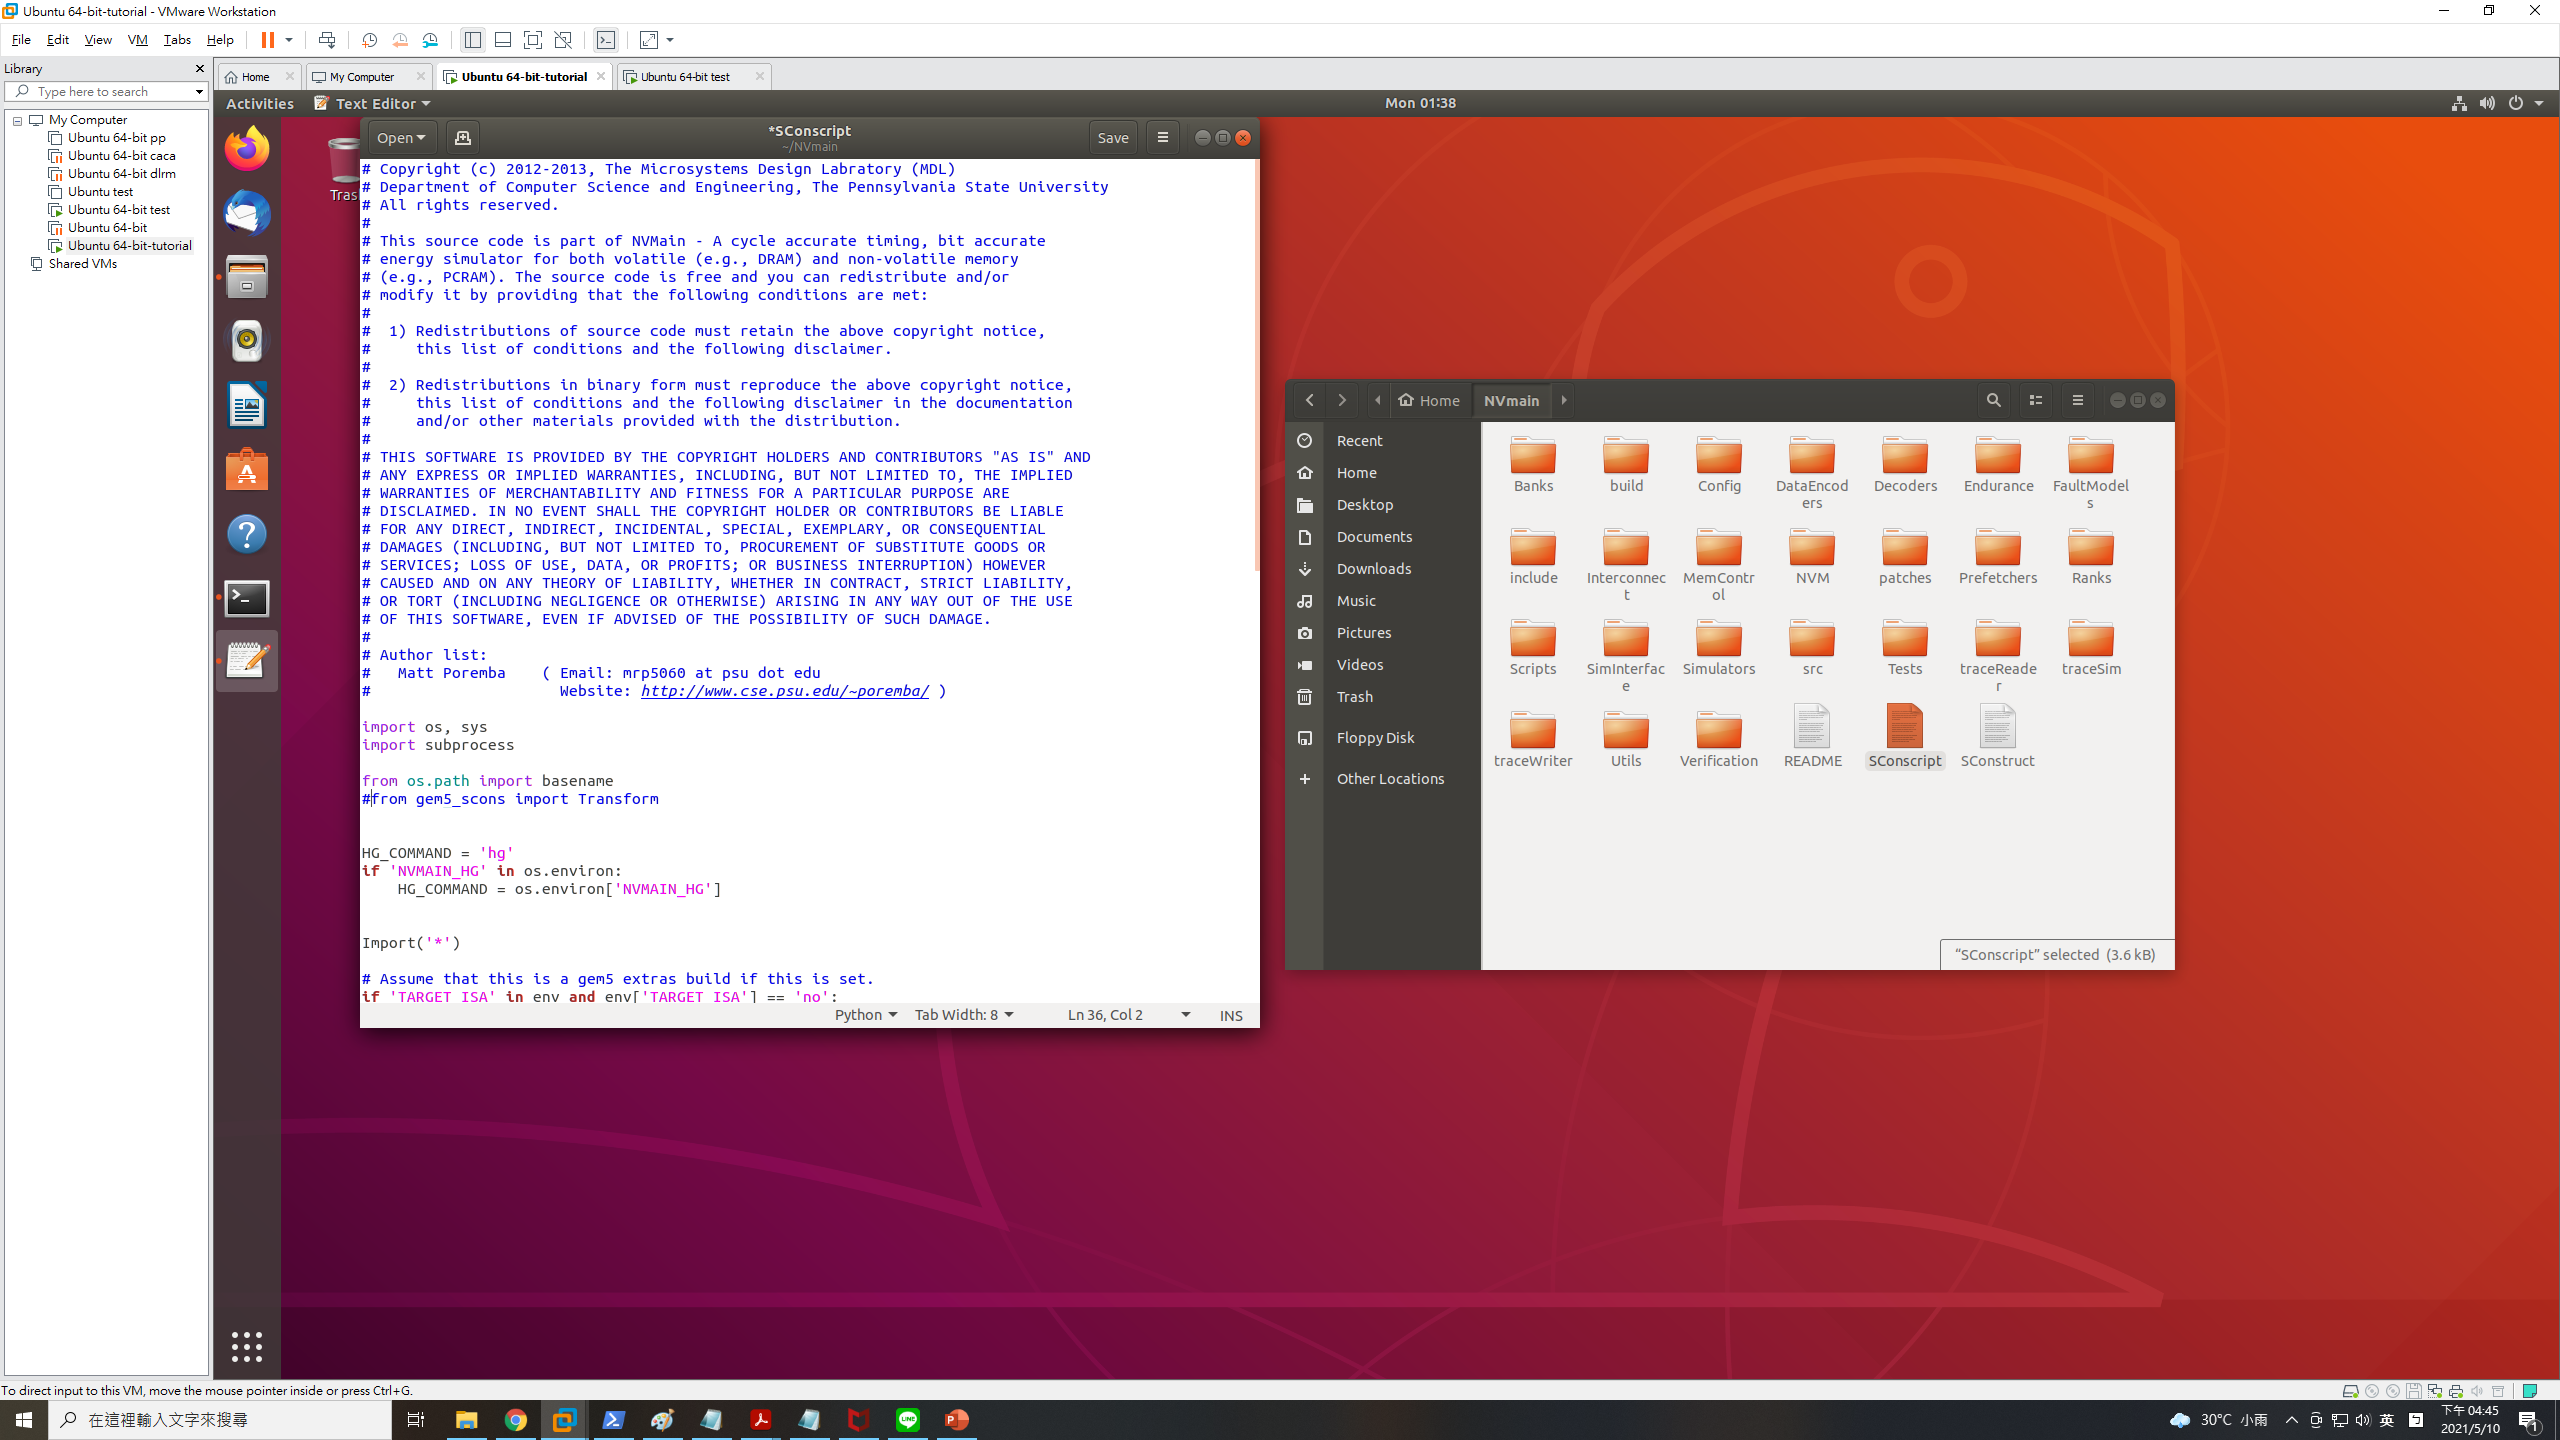 Ubuntu 64-bit-tutorial - VMware Workstation
File Edit View VM Tabs Help
Library
Type here to search
My Computer
Ubuntu 64-bit pp
Ubuntu 64-bit caca
Ubuntu 64-bit dlrm
Ubuntu test
Ubuntu 64-bit test
Ubuntu 64-bit
Ubuntu 64-bit-tutorial
Shared VMs
Home My Computer Ubuntu 64-bit-tutorial Ubuntu 64-bit test
Activities Text Editor Mon 01:38
Tras
Open *SConscript Save
~/NVmain
# Copyright (c) 2012-2013, The Microsystems Design Labratory (MDL)
# Department of Computer Science and Engineering, The Pennsylvania State University
# All rights reserved.
#
# This source code is part of NVMain - A cycle accurate timing, bit accurate
# energy simulator for both volatile (e.g., DRAM) and non-volatile memory
# (e.g., PCRAM). The source code is free and you can redistribute and/or
# modify it by providing that the following conditions are met:
#
#  1) Redistributions of source code must retain the above copyright notice,
#     this list of conditions and the following disclaimer.
#
#  2) Redistributions in binary form must reproduce the above copyright notice,
#     this list of conditions and the following disclaimer in the documentation
#     and/or other materials provided with the distribution.
#
# THIS SOFTWARE IS PROVIDED BY THE COPYRIGHT HOLDERS AND CONTRIBUTORS "AS IS" AND
# ANY EXPRESS OR IMPLIED WARRANTIES, INCLUDING, BUT NOT LIMITED TO, THE IMPLIED
# WARRANTIES OF MERCHANTABILITY AND FITNESS FOR A PARTICULAR PURPOSE ARE
# DISCLAIMED. IN NO EVENT SHALL THE COPYRIGHT HOLDER OR CONTRIBUTORS BE LIABLE
# FOR ANY DIRECT, INDIRECT, INCIDENTAL, SPECIAL, EXEMPLARY, OR CONSEQUENTIAL
# DAMAGES (INCLUDING, BUT NOT LIMITED TO, PROCUREMENT OF SUBSTITUTE GOODS OR
# SERVICES; LOSS OF USE, DATA, OR PROFITS; OR BUSINESS INTERRUPTION) HOWEVER
# CAUSED AND ON ANY THEORY OF LIABILITY, WHETHER IN CONTRACT, STRICT LIABILITY,
# OR TORT (INCLUDING NEGLIGENCE OR OTHERWISE) ARISING IN ANY WAY OUT OF THE USE
# OF THIS SOFTWARE, EVEN IF ADVISED OF THE POSSIBILITY OF SUCH DAMAGE.
#
# Author list:
#   Matt Poremba    ( Email: mrp5060 at psu dot edu
#                     Website: http://www.cse.psu.edu/~poremba/ )
import os, sys
import subprocess
from os.path import basename
#from gem5_scons import Transform
HG_COMMAND = 'hg'
if 'NVMAIN_HG' in os.environ:
    HG_COMMAND = os.environ['NVMAIN_HG']
Import('*')
# Assume that this is a gem5 extras build if this is set.
if 'TARGET_ISA' in env and env['TARGET_ISA'] == 'no':
Python Tab Width: 8 Ln 36, Col 2 INS
Home NVmain
Recent
Home
Desktop
Documents
Downloads
Music
Pictures
Videos
Trash
Floppy Disk
Other Locations
Banks build Config DataEncoders Decoders Endurance FaultModels
include Interconnect MemControl NVM patches Prefetchers Ranks
Scripts SimInterface Simulators src Tests traceReader traceSim
traceWriter Utils Verification README SConscript SConstruct
“SConscript” selected (3.6 kB)
To direct input to this VM, move the mouse pointer inside or press Ctrl+G.
在這裡輸入文字來搜尋
30°C 小雨
英
下午 04:45
2021/5/10
1